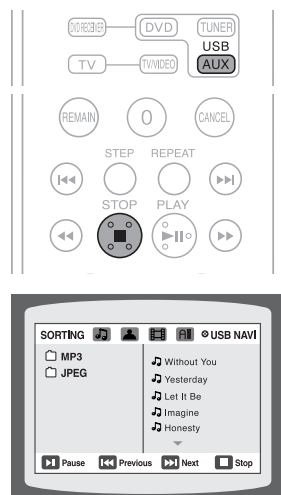 DVD RECEIVER DVD TUNER
USB
TV TV/VIDEO AUX
REMAIN 0 CANCEL
STEP REPEAT
STOP PLAY
SORTING All USB NAVI
MP3
JPEG
Without You
Yesterday
Let It Be
Imagine
Honesty
Pause Previous Next Stop